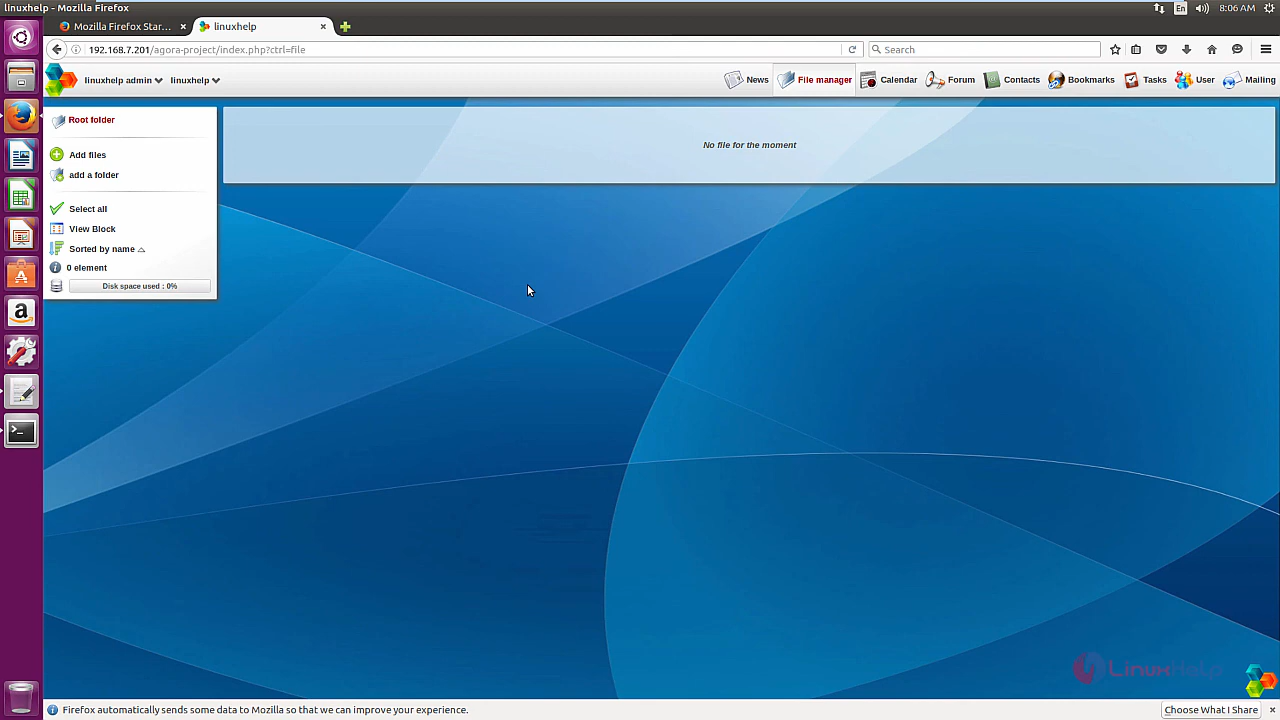 linuxhelp - Mozilla Firefox
En
8:06 AM
Mozilla Firefox Star...
linuxhelp
192.168.7.201/agora-project/index.php?ctrl=file
Search
linuxhelp admin
linuxhelp
News
File manager
Calendar
Forum
Contacts
Bookmarks
Tasks
User
Mailing
Root folder
Add files
add a folder
Select all
View Block
Sorted by name
0 element
Disk space used : 0%
No file for the moment
LinuxHelp
Firefox automatically sends some data to Mozilla so that we can improve your experience.
Choose What I Share